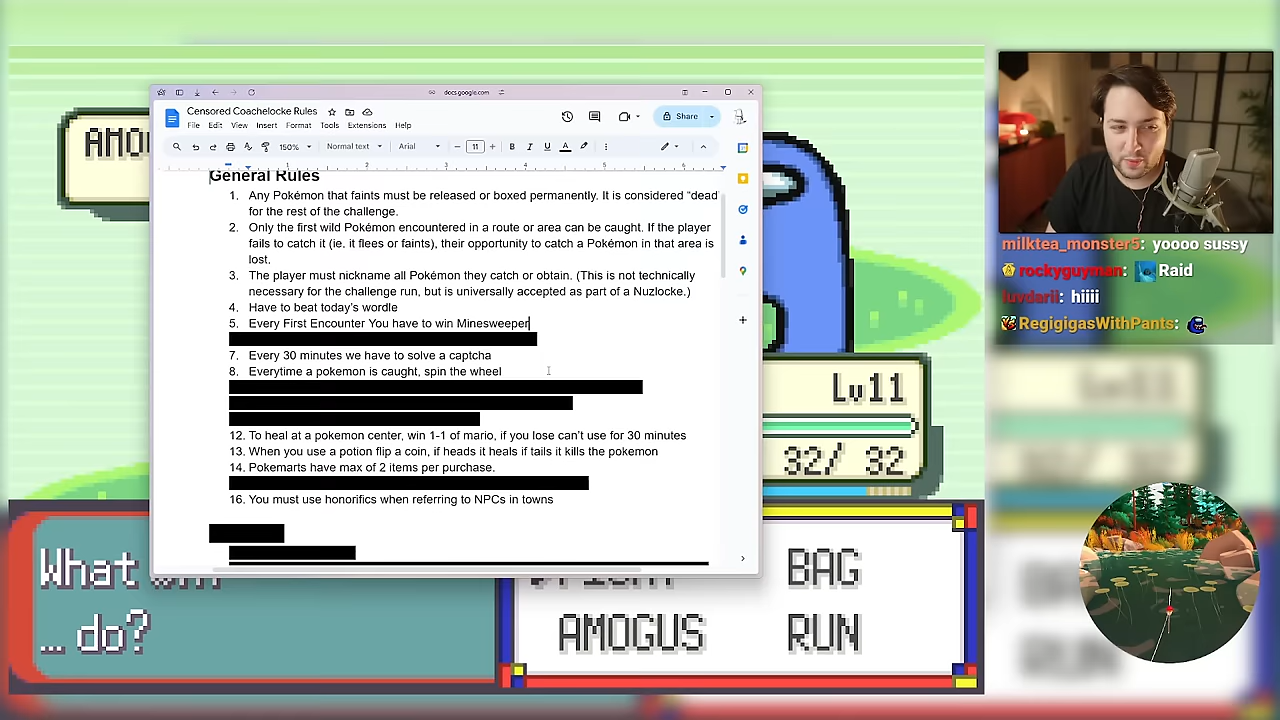 docs.google.com
Censored Coachelocke Rules
File Edit View Insert Format Tools Extensions Help
Share
150% Normal text Arial 11 B I U A
1 2 3 4 5 6
General Rules
1. Any Pokémon that faints must be released or boxed permanently. It is considered “dead
for the rest of the challenge.
2. Only the first wild Pokémon encountered in a route or area can be caught. If the player
fails to catch it (ie. it flees or faints), their opportunity to catch a Pokémon in that area is
lost.
3. The player must nickname all Pokémon they catch or obtain. (This is not technically
necessary for the challenge run, but is universally accepted as part of a Nuzlocke.)
4. Have to beat today’s wordle
5. Every First Encounter You have to win Minesweeper
7. Every 30 minutes we have to solve a captcha
8. Everytime a pokemon is caught, spin the wheel
12. To heal at a pokemon center, win 1-1 of mario, if you lose can’t use for 30 minutes
13. When you use a potion flip a coin, if heads it heals if tails it kills the pokemon
14. Pokemarts have max of 2 items per purchase.
16. You must use honorifics when referring to NPCs in towns
Lv11
32/ 32
What
... do?
BAG
AMOGUS RUN
milktea_monster5: yoooo sussy
rockyguyman: Raid
luvdarii: hiiii
RegigigasWithPants: